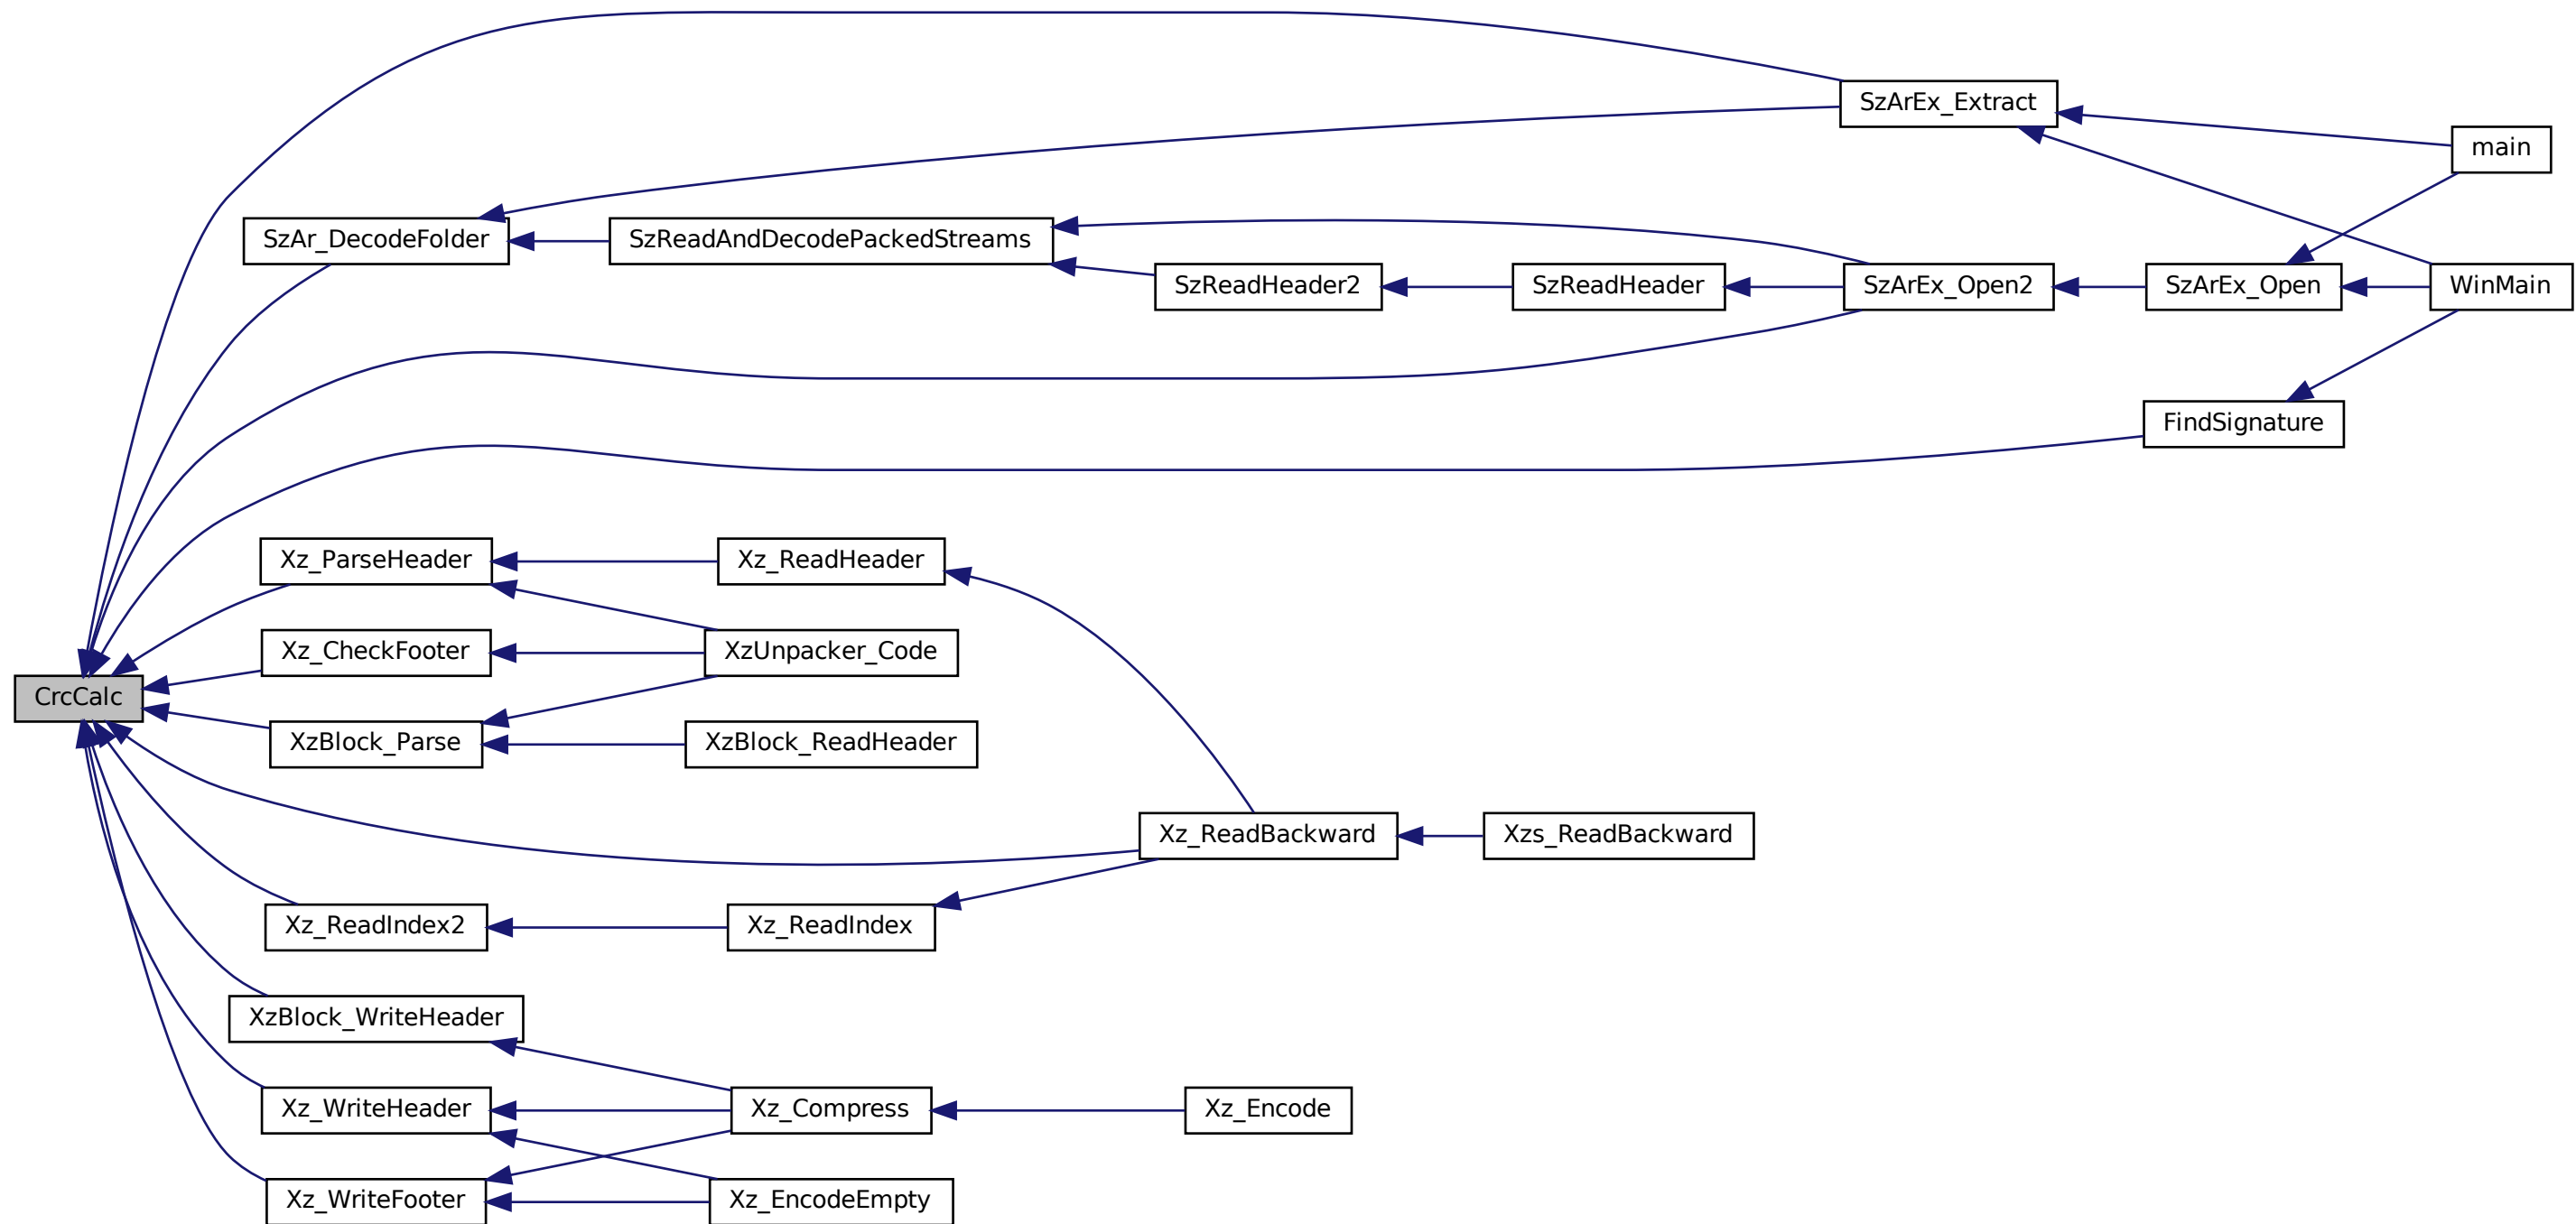 SzArEx_Extract
main
SzAr_DecodeFolder
SzReadAndDecodePackedStreams
SzReadHeader2
SzReadHeader
SzArEx_Open2
SzArEx_Open
WinMain
FindSignature
Xz_ParseHeader
Xz_ReadHeader
Xz_CheckFooter
XzUnpacker_Code
CrcCalc
XzBlock_Parse
XzBlock_ReadHeader
Xz_ReadBackward
Xzs_ReadBackward
Xz_ReadIndex2
Xz_ReadIndex
XzBlock_WriteHeader
Xz_WriteHeader
Xz_Compress
Xz_Encode
Xz_WriteFooter
Xz_EncodeEmpty